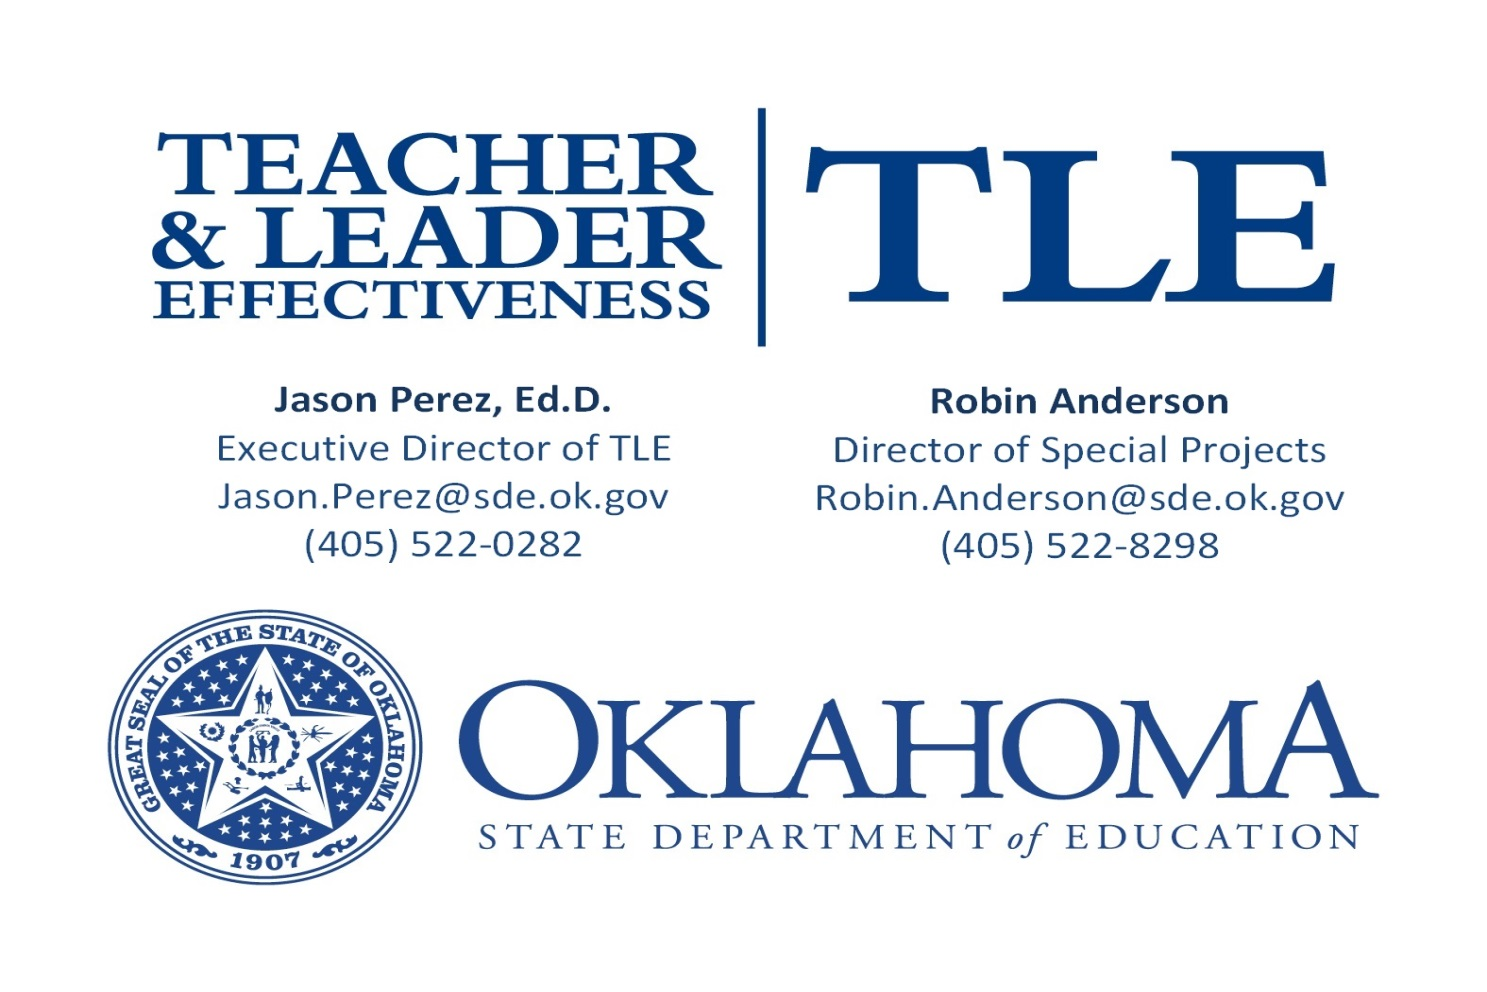 TEACHER
& LEADER
EFFECTIVENESS
TLE
Jason Perez, Ed.D.
Executive Director of TLE
Jason.Perez@sde.ok.gov
(405) 522-0282
Robin Anderson
Director of Special Projects
Robin.Anderson@sde.ok.gov
(405) 522-8298
GREAT SEAL OF THE STATE OF OKLAHOMA
1907
OKLAHOMA
STATE DEPARTMENT of EDUCATION